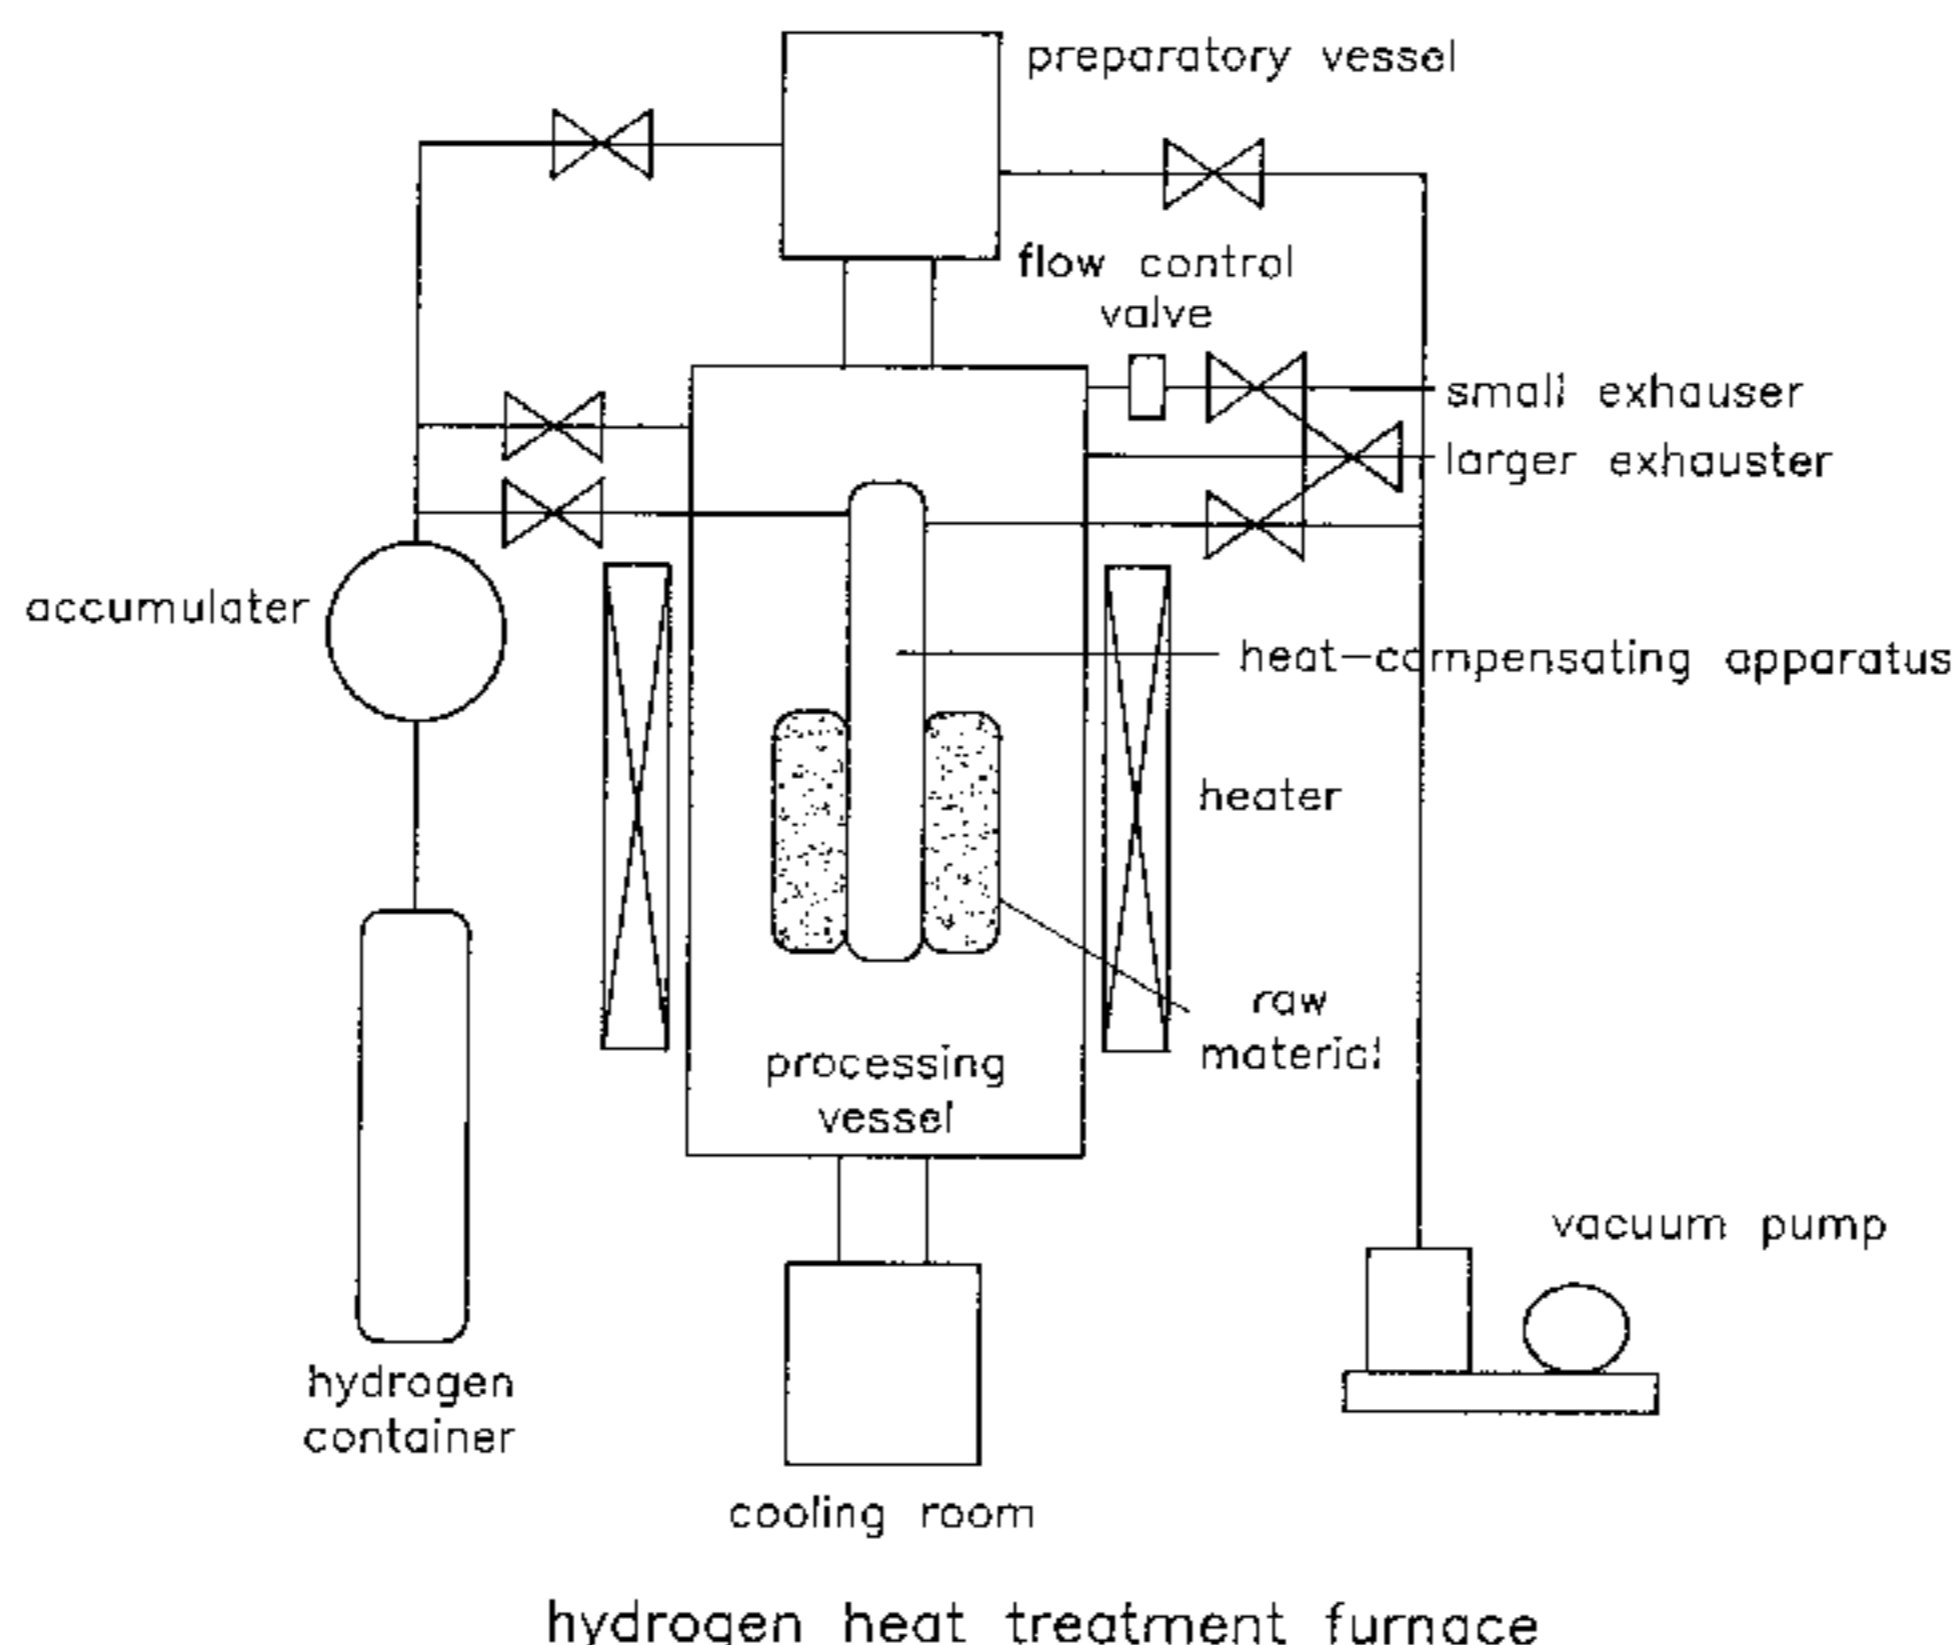 preparatory vessel
flow control
valve
small exhauser
larger exhauster
accumulater
heat-compensating apparatus
heater
raw
material
processing
vessel
vacuum pump
hydrogen
container
cooling room
hydrogen heat treatment furnace